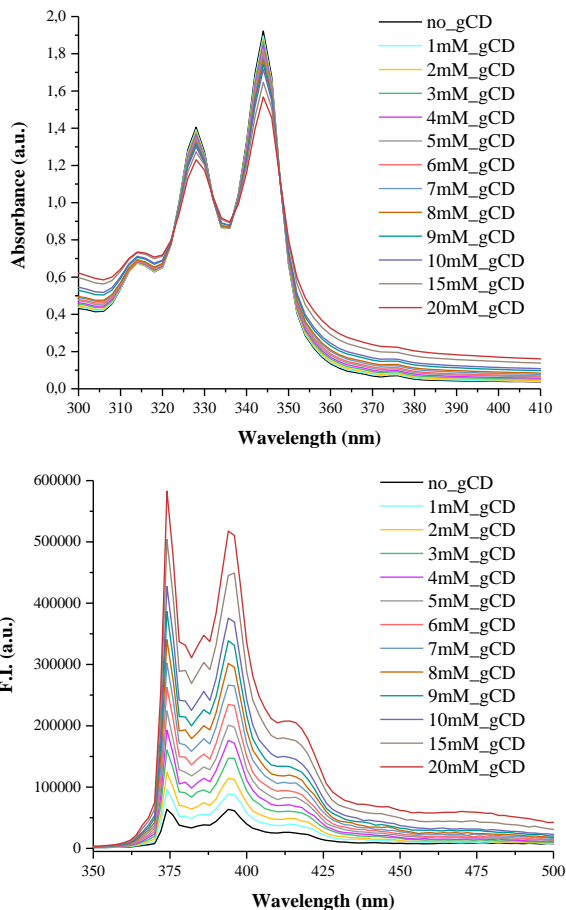 2,0
1,8
1,6
1,4
1,2
1,0
0,8
0,6
0,4
0,2
0,0
Absorbance (a.u.)
no_gCD
1mM_gCD
2mM_gCD
3mM_gCD
4mM_gCD
5mM_gCD
6mM_gCD
7mM_gCD
8mM_gCD
9mM_gCD
10mM_gCD
15mM_gCD
20mM_gCD
300 310 320 330 340 350 360 370 380 390 400 410
Wavelength (nm)
600000
500000
400000
300000
200000
100000
0
F.I. (a.u.)
no_gCD
1mM_gCD
2mM_gCD
3mM_gCD
4mM_gCD
5mM_gCD
6mM_gCD
7mM_gCD
8mM_gCD
9mM_gCD
10mM_gCD
15mM_gCD
20mM_gCD
350 375 400 425 450 475 500
Wavelength (nm)